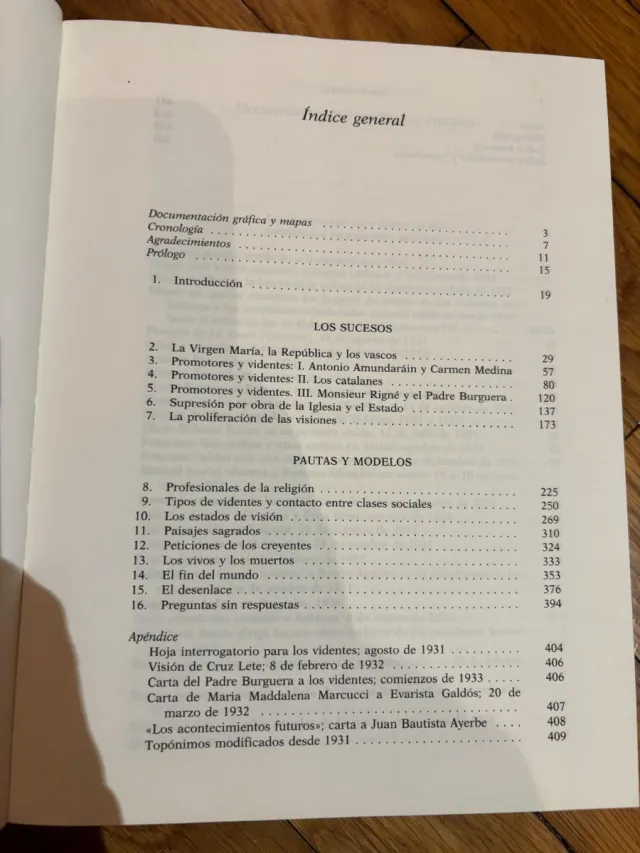 Índice general
Documentación gráfica y mapas . . . . . . . . . . . . . . . . . . . . . . . . . . 3
Cronología . . . . . . . . . . . . . . . . . . . . . . . . . . . . . . . . . . . . . . . . . . 7
Agradecimientos . . . . . . . . . . . . . . . . . . . . . . . . . . . . . . . . . . . . . 11
Prólogo . . . . . . . . . . . . . . . . . . . . . . . . . . . . . . . . . . . . . . . . . . . . . 15
1. Introducción . . . . . . . . . . . . . . . . . . . . . . . . . . . . . . . . . . . . . 19
LOS SUCESOS
2. La Virgen María, la República y los vascos . . . . . . . . . . . . . . . 29
3. Promotores y videntes: I. Antonio Amundaráin y Carmen Medina 57
4. Promotores y videntes: II. Los catalanes . . . . . . . . . . . . . . . . . 80
5. Promotores y videntes. III. Monsieur Rigné y el Padre Burguera . 120
6. Supresión por obra de la Iglesia y el Estado . . . . . . . . . . . . . . 137
7. La proliferación de las visiones . . . . . . . . . . . . . . . . . . . . . . . . 173
PAUTAS Y MODELOS
8. Profesionales de la religión . . . . . . . . . . . . . . . . . . . . . . . . . . . 225
9. Tipos de videntes y contacto entre clases sociales . . . . . . . . . . 250
10. Los estados de visión . . . . . . . . . . . . . . . . . . . . . . . . . . . . . . . 269
11. Paisajes sagrados . . . . . . . . . . . . . . . . . . . . . . . . . . . . . . . . . . 310
12. Peticiones de los creyentes . . . . . . . . . . . . . . . . . . . . . . . . . . . 324
13. Los vivos y los muertos . . . . . . . . . . . . . . . . . . . . . . . . . . . . . . 333
14. El fin del mundo . . . . . . . . . . . . . . . . . . . . . . . . . . . . . . . . . . . 353
15. El desenlace . . . . . . . . . . . . . . . . . . . . . . . . . . . . . . . . . . . . . . 376
16. Preguntas sin respuestas . . . . . . . . . . . . . . . . . . . . . . . . . . . . . 394
Apéndice
Hoja interrogatorio para los videntes; agosto de 1931 . . . . . . . . . . 404
Visión de Cruz Lete; 8 de febrero de 1932 . . . . . . . . . . . . . . . . . . . 406
Carta del Padre Burguera a los videntes; comienzos de 1933 . . . . . 406
Carta de Maria Maddalena Marcucci a Evarista Galdós; 20 de
marzo de 1932 . . . . . . . . . . . . . . . . . . . . . . . . . . . . . . . . . . . 407
«Los acontecimientos futuros»; carta a Juan Bautista Ayerbe . . . . 408
Topónimos modificados desde 1931 . . . . . . . . . . . . . . . . . . . . . . . 409